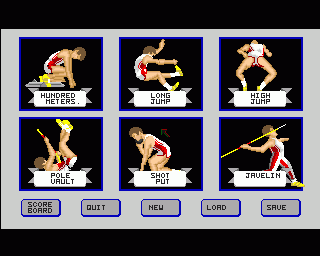 HUNDRED
METERS.
LONG
JUMP
HIGH
JUMP
POLE
VAULT
SHOT
PUT
JAVELIN
SCORE
BOARD
QUIT
NEW
LOAD
SAVE